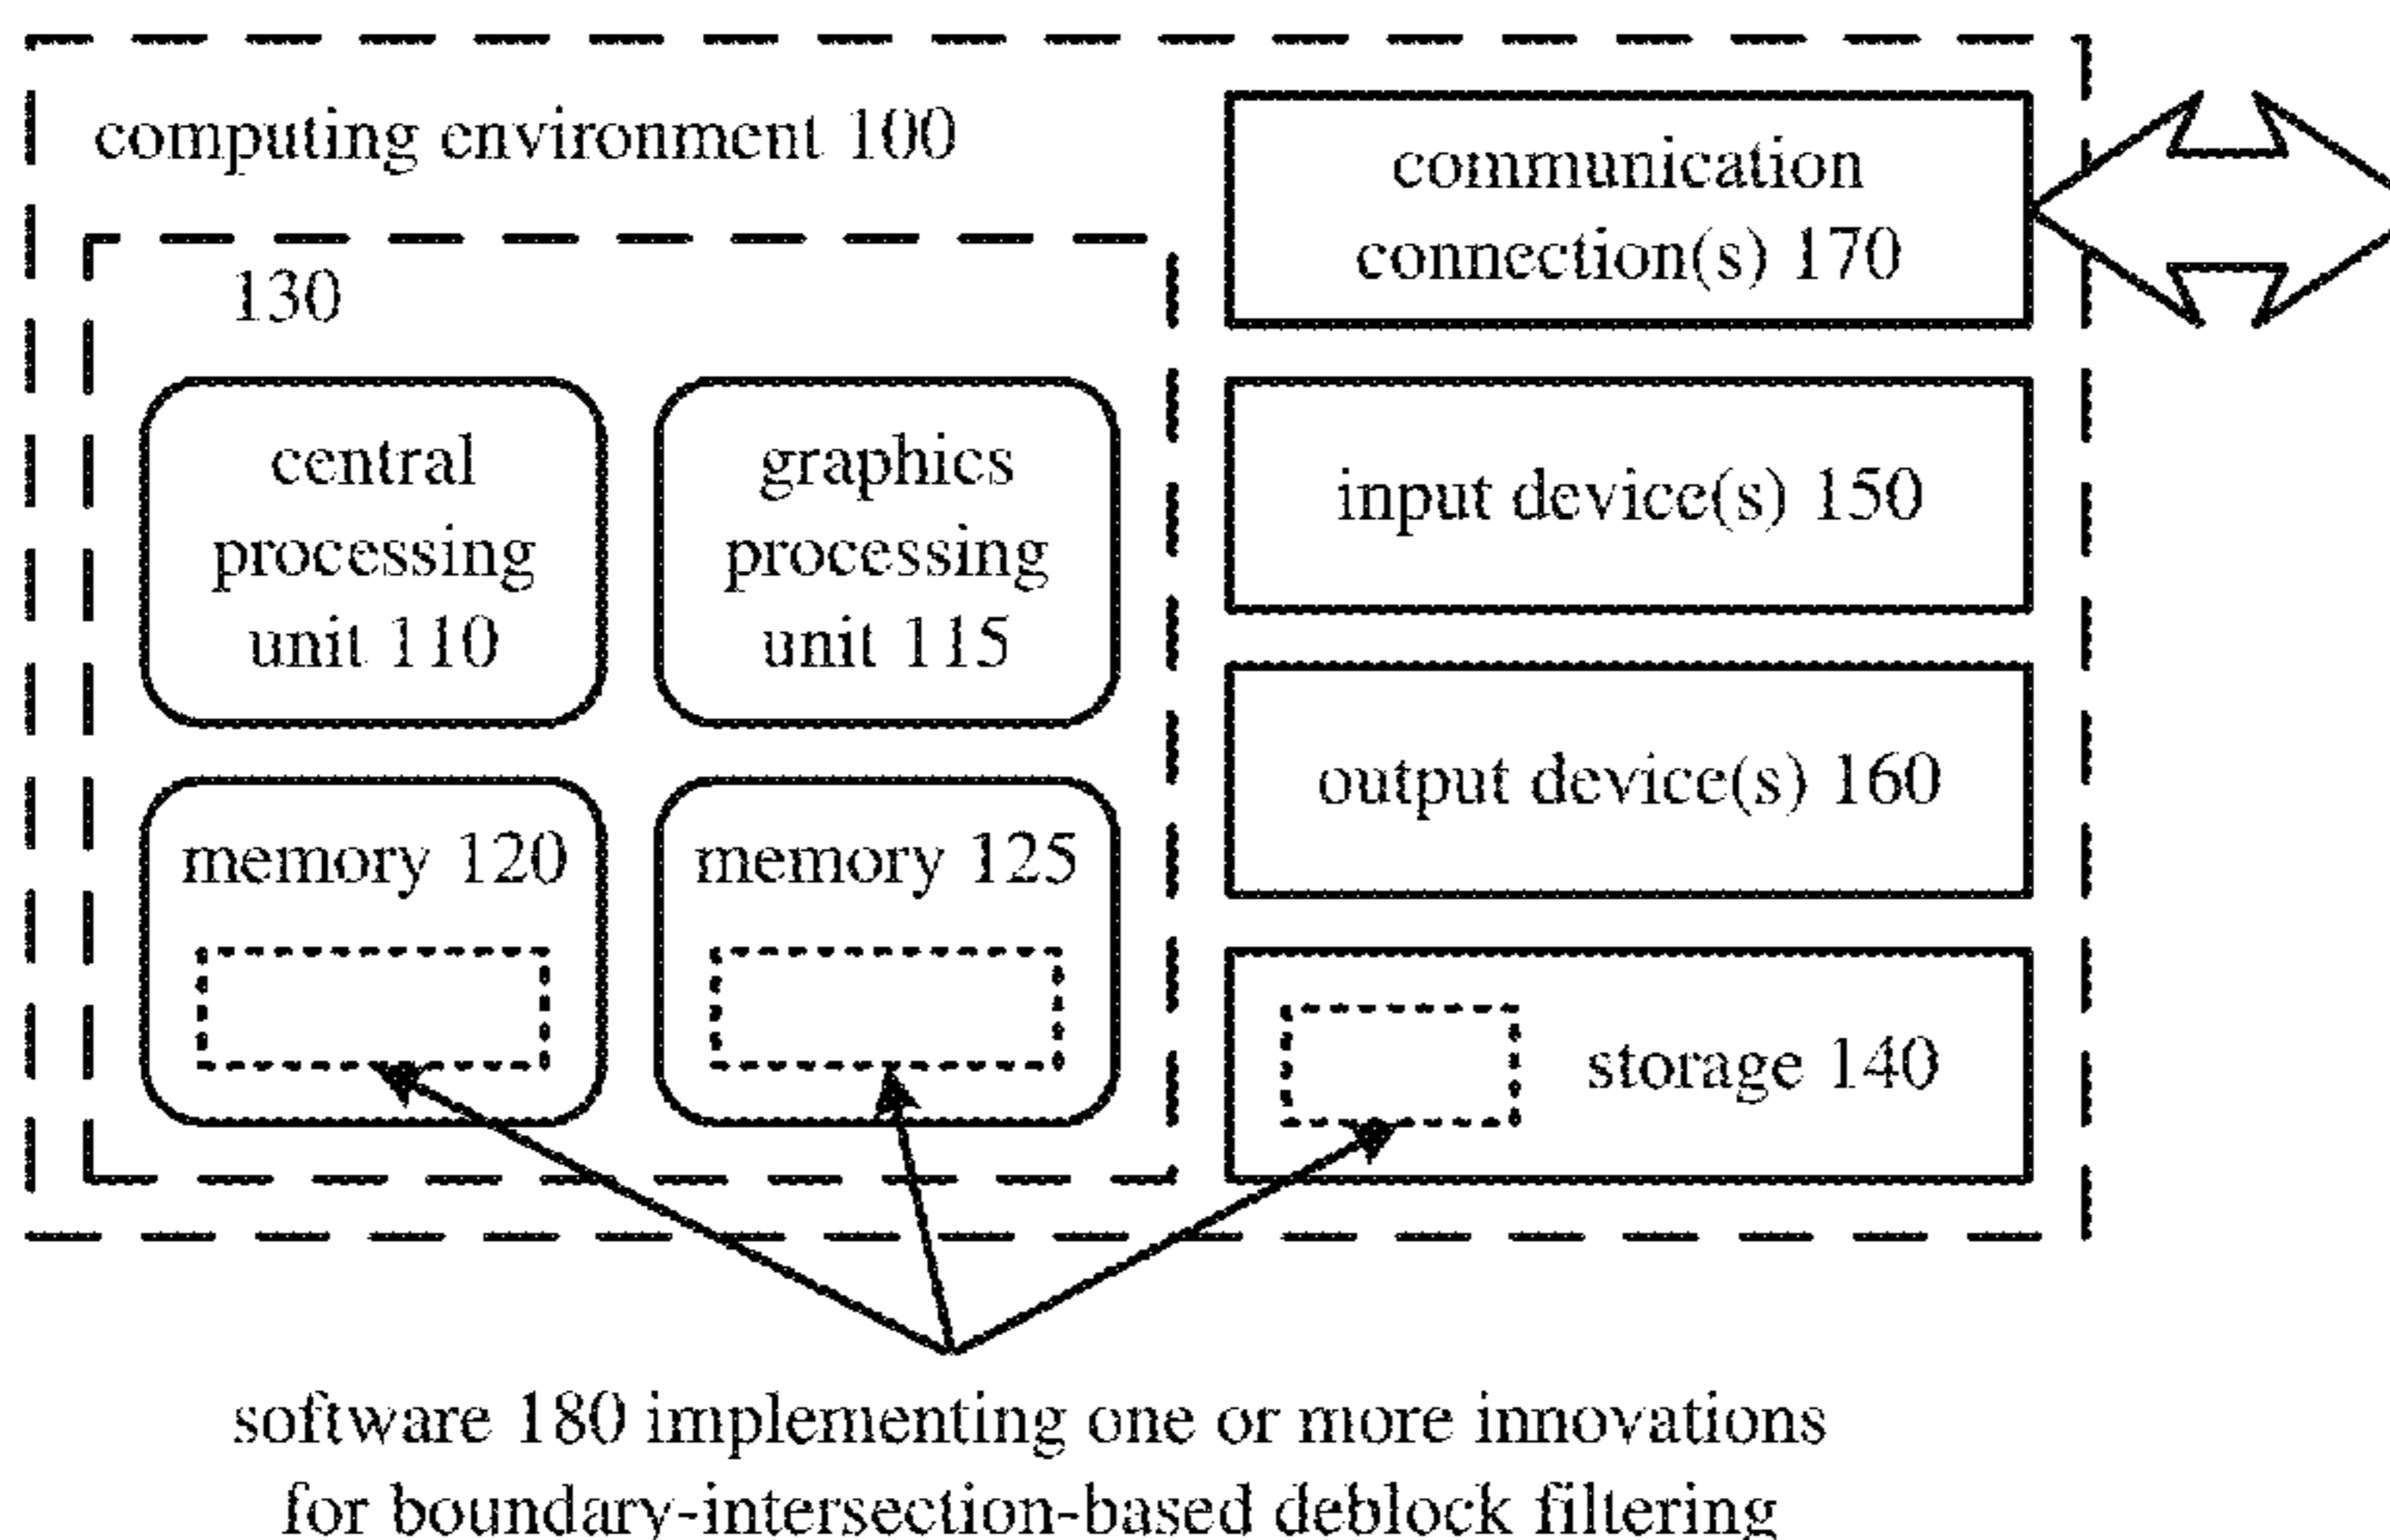 computing environment 100
130
central
processing
unit 110
graphics
processing
unit 115
memory 120
memory 125
communication
connection(s) 170
input device(s) 150
output device(s) 160
storage 140
software 180 implementing one or more innovations
for boundary-intersection-based deblock filtering